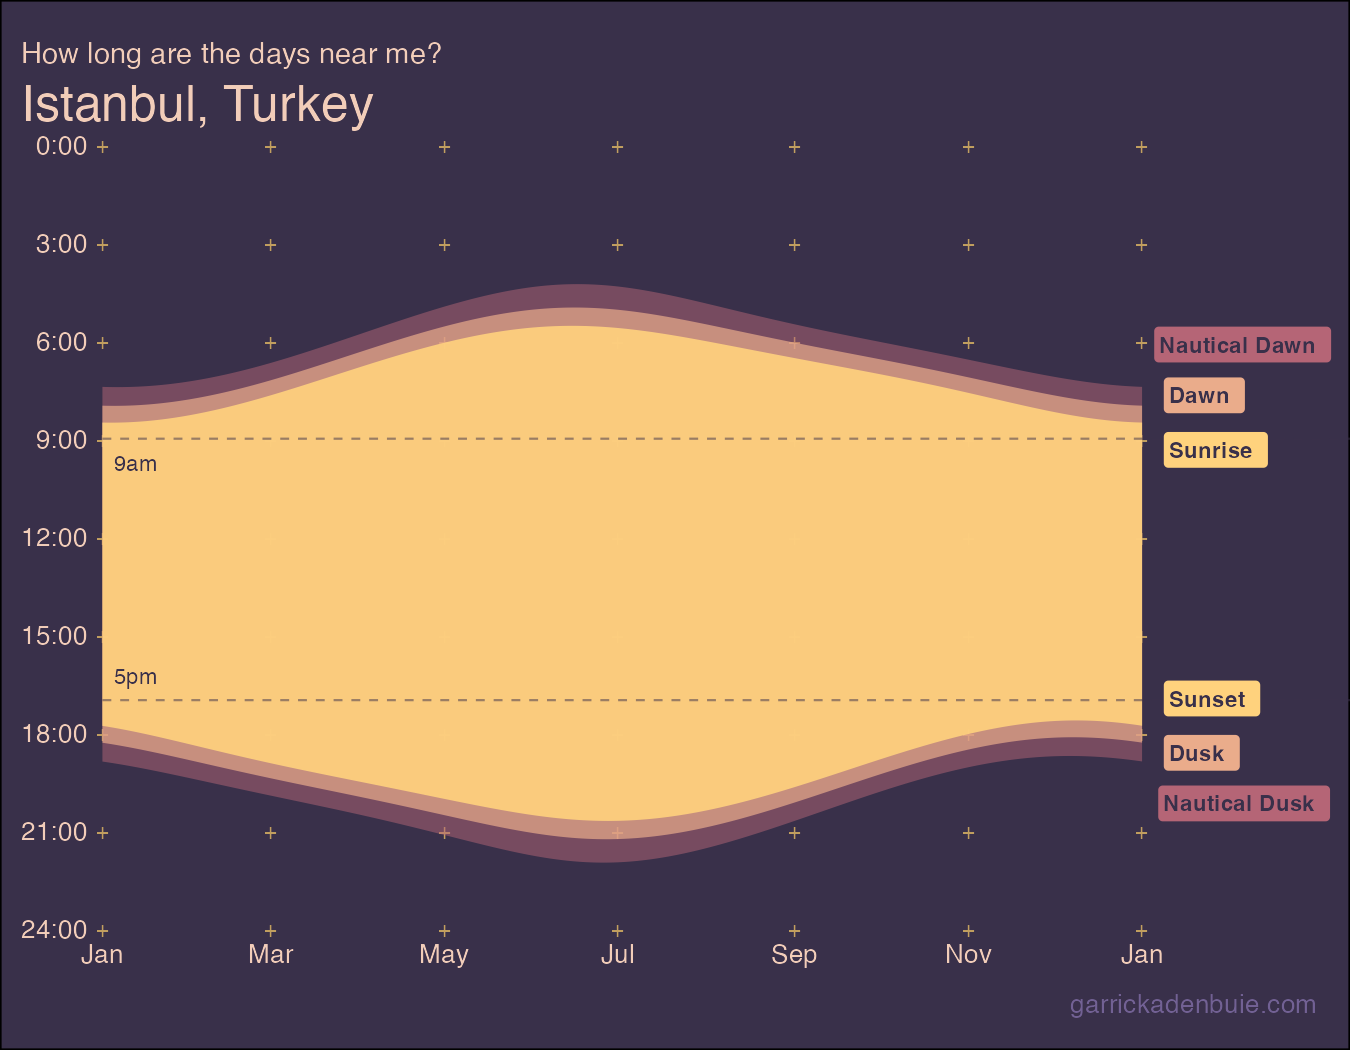 How long are the days near me?
Istanbul, Turkey
0:00
3:00
6:00
Nautical Dawn
Dawn
9:00
Sunrise
9am
12:00
15:00
5pm
Sunset
18:00
Dusk
Nautical Dusk
21:00
24:00
Jan Mar May Jul Sep Nov Jan
garrickadenbuie.com